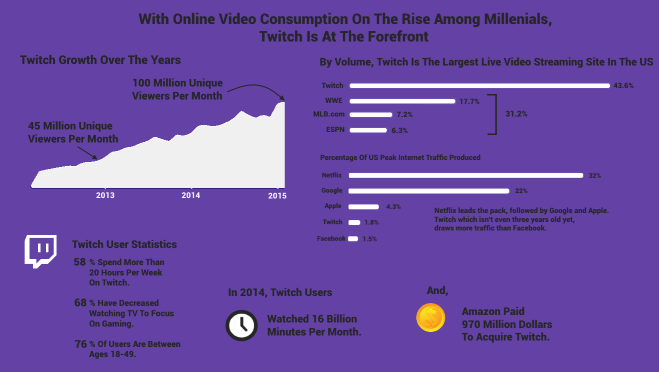 With Online Video Consumption On The Rise Among Millenials,
Twitch Is At The Forefront
Twitch Growth Over The Years
100 Million Unique
Viewers Per Month
45 Million Unique
Viewers Per Month
2013
2014
2015
By Volume, Twitch Is The Largest Live Video Streaming Site In The US
Twitch 43.6%
WWE 17.7%
MLB.com 7.2%
ESPN 6.3%
31.2%
Percentage Of US Peak Internet Traffic Produced
Netflix 32%
Google 22%
Apple 4.3%
Twitch 1.8%
Facebook 1.5%
Netflix leads the pack, followed by Google and Apple.
Twitch which isn't even three years old yet,
draws more traffic than Facebook.
Twitch User Statistics
58 % Spend More Than
20 Hours Per Week
On Twitch.
68 % Have Decreased
Watching TV To Focus
On Gaming.
76 % Of Users Are Between
Ages 18-49.
In 2014, Twitch Users
Watched 16 Billion
Minutes Per Month.
And,
Amazon Paid
970 Million Dollars
To Acquire Twitch.